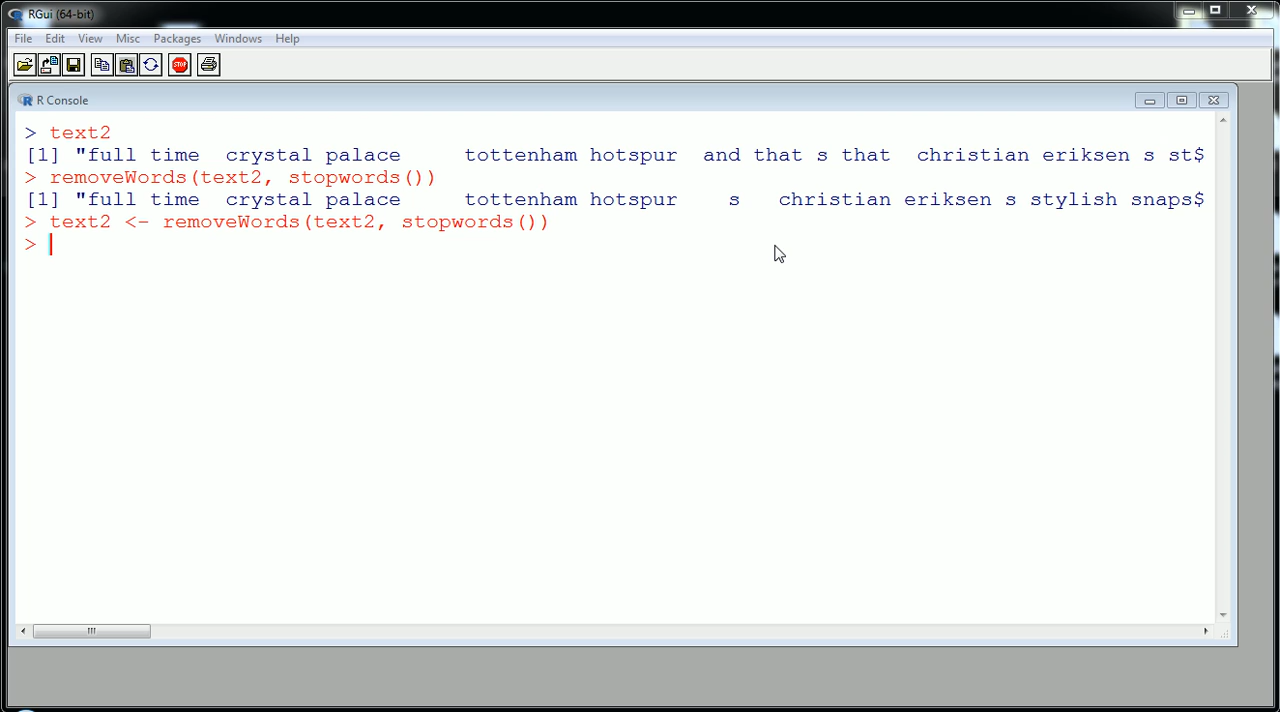 RGui (64-bit)
File Edit View Misc Packages Windows Help
STOP
R Console
> text2
[1] "full time  crystal palace     tottenham hotspur  and that s that  christian eriksen s st$
> removeWords(text2, stopwords())
[1] "full time  crystal palace     tottenham hotspur    s   christian eriksen s stylish snaps$
> text2 <- removeWords(text2, stopwords())
>